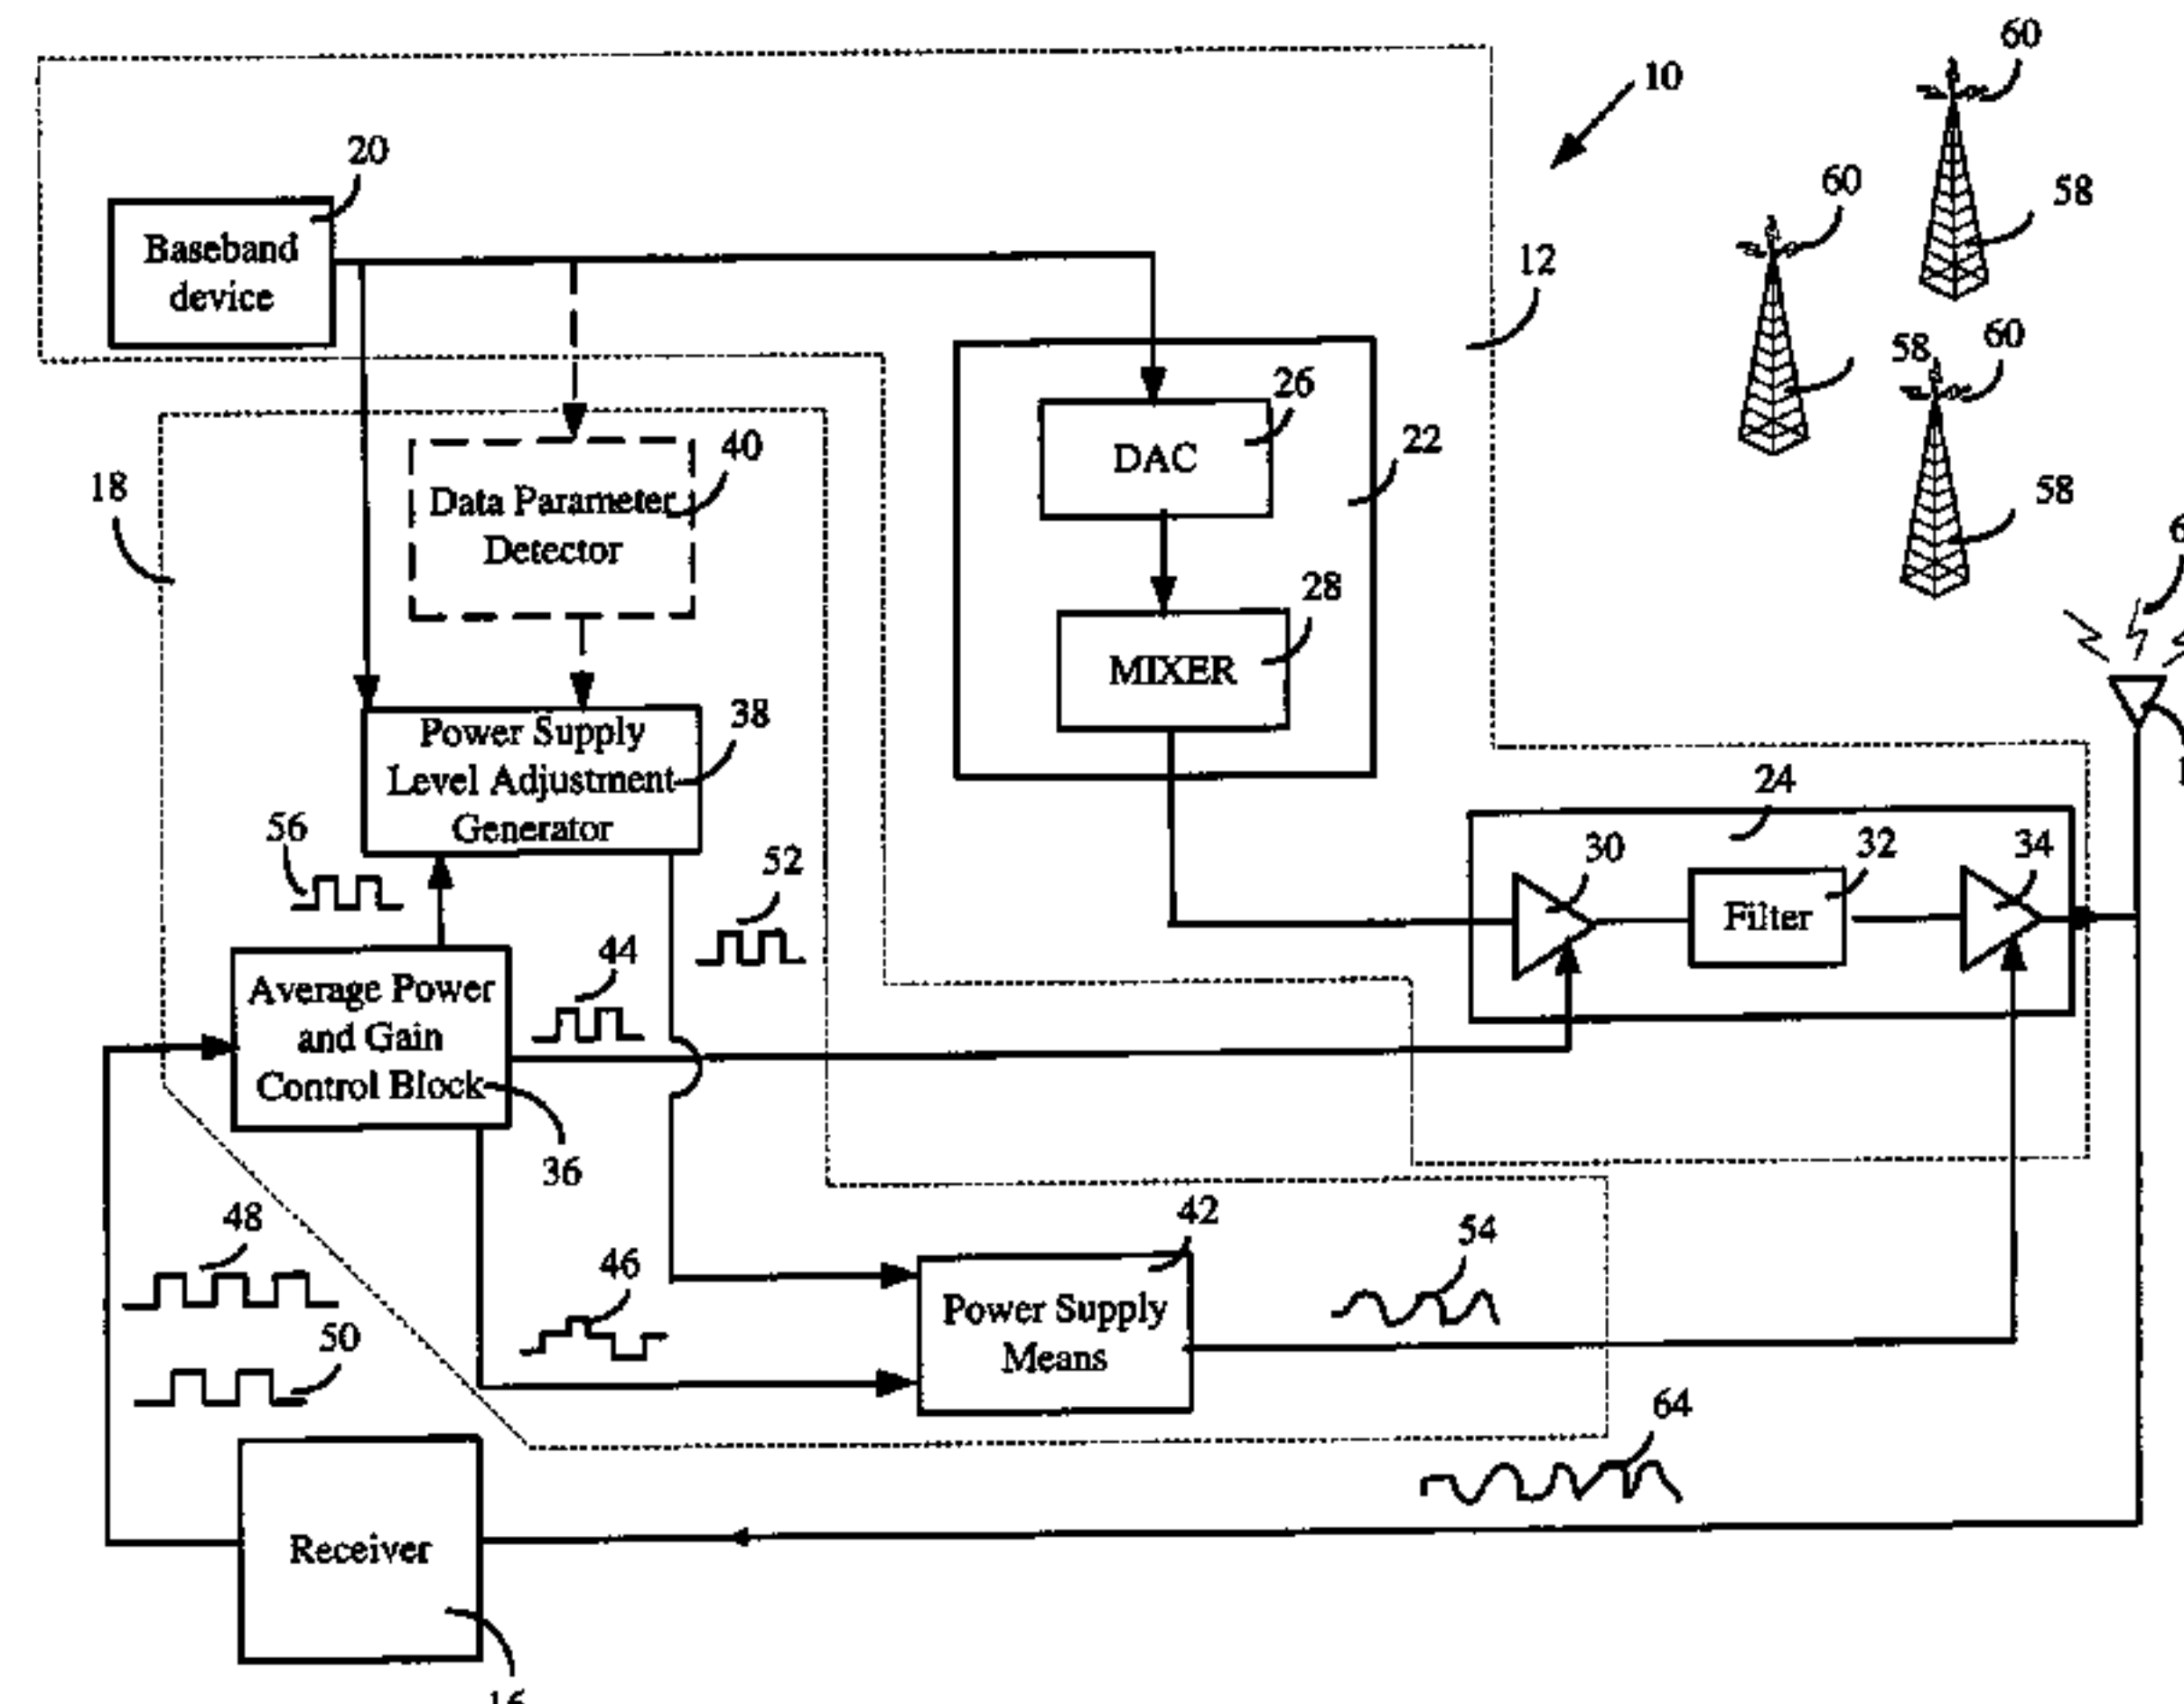 60
10
20
60
58
Baseband
device
12
58
60
26
40
22
DAC
18
Data Parameter
Detector
58
28
MIXER
38
Power Supply
Level Adjustment
Generator
24
56
52
30
32
34
Filter
44
Average Power
and Gain
Control Block
36
48
42
54
46
Power Supply
Means
50
64
Receiver